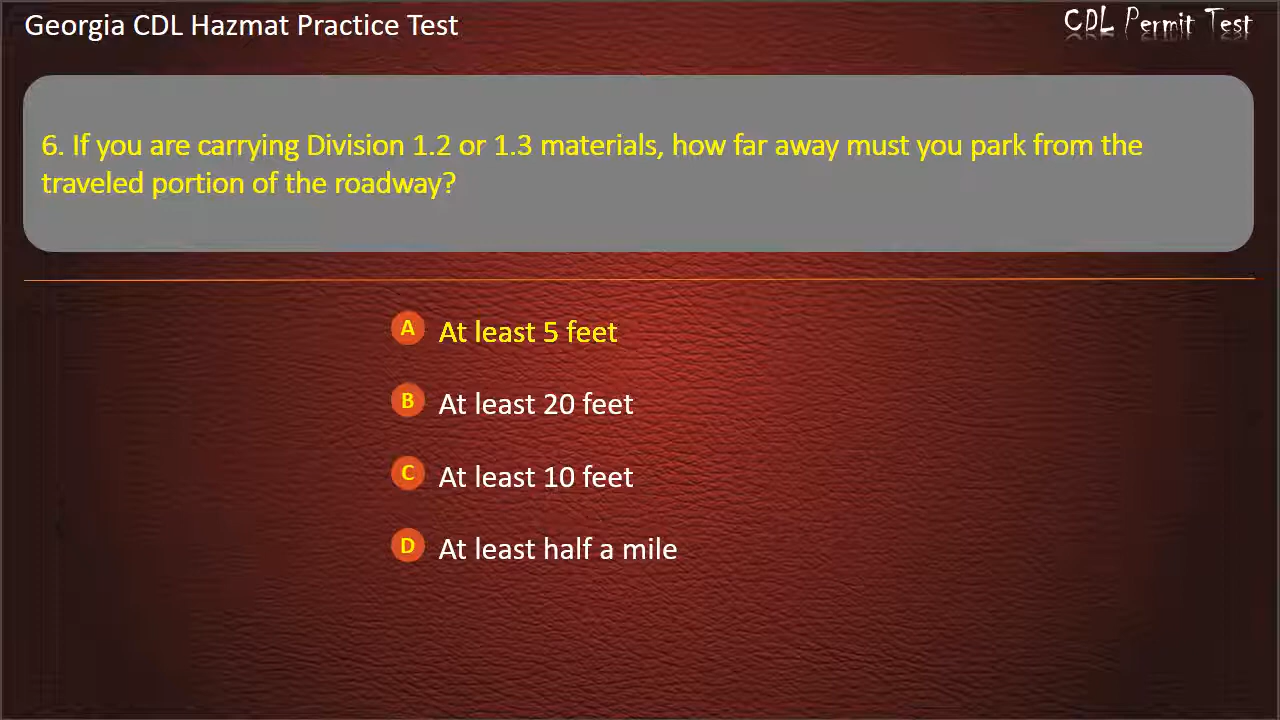 Georgia CDL Hazmat Practice Test
CDL Permit Test
6. If you are carrying Division 1.2 or 1.3 materials, how far away must you park from the
traveled portion of the roadway?
A At least 5 feet
B At least 20 feet
C At least 10 feet
D At least half a mile